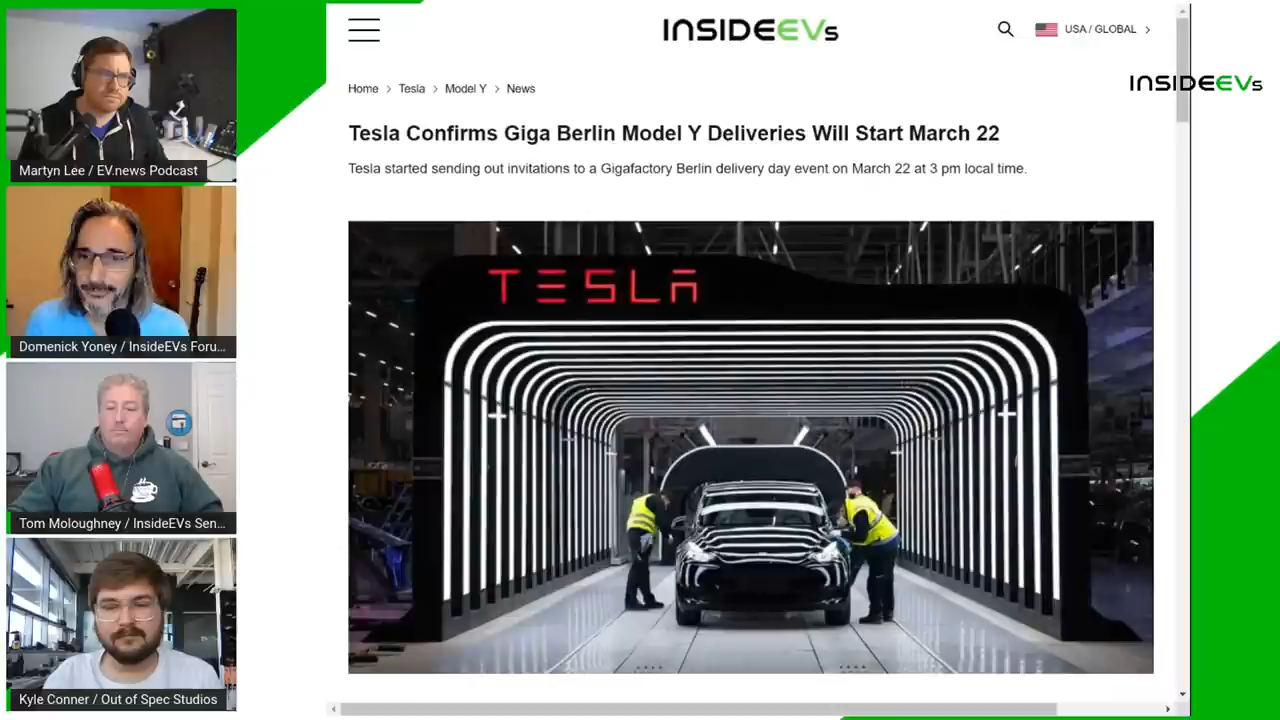 Martyn Lee / EV.news Podcast
Domenick Yoney / InsideEVs Foru...
Tom Moloughney / InsideEVs Sen...
Kyle Conner / Out of Spec Studios
INSIDEEVs
USA / GLOBAL
INSIDEEVs
Home > Tesla > Model Y > News
Tesla Confirms Giga Berlin Model Y Deliveries Will Start March 22
Tesla started sending out invitations to a Gigafactory Berlin delivery day event on March 22 at 3 pm local time.
TESLA